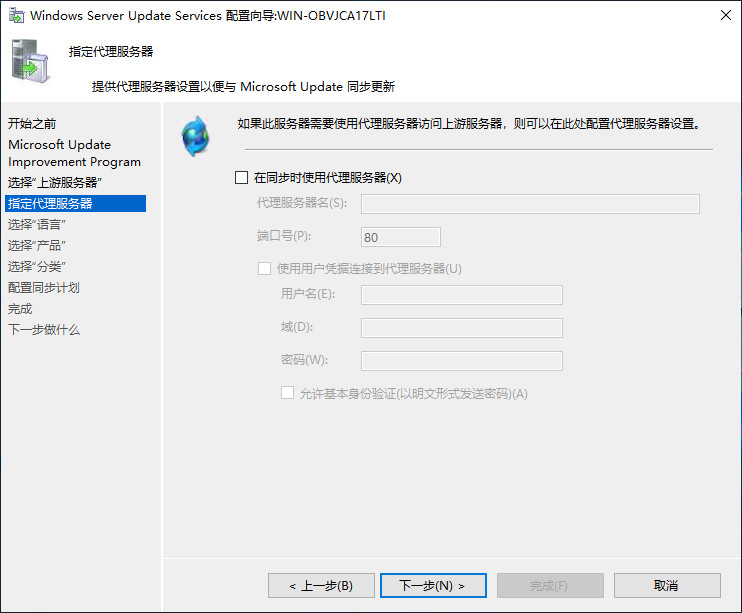 Windows Server Update Services 配置向导:WIN-OBVJCA17LTI
指定代理服务器
提供代理服务器设置以便与 Microsoft Update 同步更新
开始之前
Microsoft Update
Improvement Program
选择“上游服务器”
指定代理服务器
选择“语言”
选择“产品”
选择“分类”
配置同步计划
完成
下一步做什么
如果此服务器需要使用代理服务器访问上游服务器，则可以在此处配置代理服务器设置。
在同步时使用代理服务器(X)
代理服务器名(S):
端口号(P):
80
使用用户凭据连接到代理服务器(U)
用户名(E):
域(D):
密码(W):
允许基本身份验证(以明文形式发送密码)(A)
< 上一步(B)
下一步(N) >
完成(F)
取消